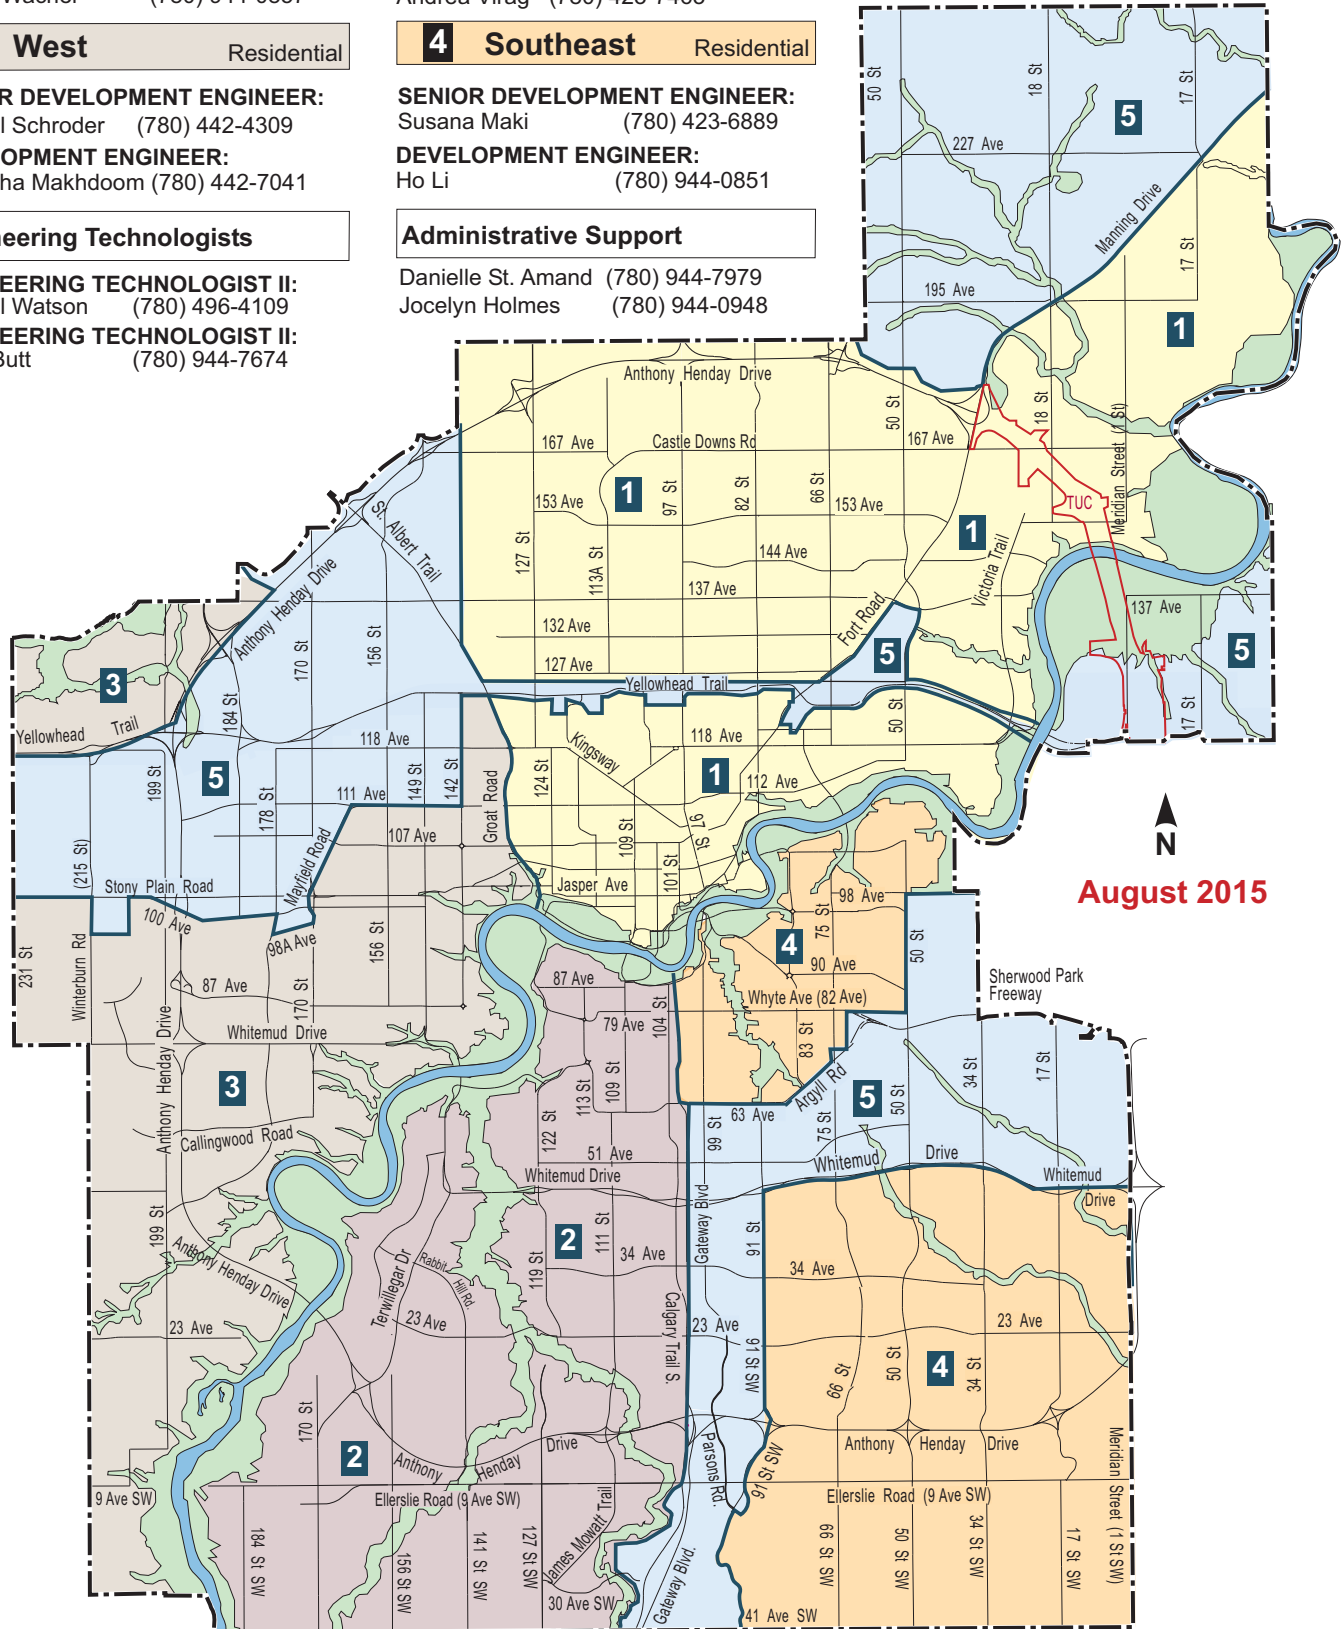 (780) 944-0857
Andrea Virag (780) 423-7463
West Residential
R DEVELOPMENT ENGINEER:
l Schroder (780) 442-4309
OPMENT ENGINEER:
ha Makhdoom (780) 442-7041
neering Technologists
EERING TECHNOLOGIST II:
l Watson (780) 496-4109
EERING TECHNOLOGIST II:
Butt (780) 944-7674
4 Southeast Residential
SENIOR DEVELOPMENT ENGINEER:
Susana Maki (780) 423-6889
DEVELOPMENT ENGINEER:
Ho Li (780) 944-0851
Administrative Support
Danielle St. Amand (780) 944-7979
Jocelyn Holmes (780) 944-0948
50 St
18 St
17 St
5
227 Ave
Manning Drive
17 St
195 Ave
1
Anthony Henday Drive
50 St
18 St
Meridian Street (1 St)
167 Ave
Castle Downs Rd
167 Ave
1
97 St
82 St
66 St
153 Ave
153 Ave
TUC
St. Albert Trail
127 St
113A St
144 Ave
1
Victoria Trail
137 Ave
137 Ave
Anthony Henday Drive
170 St
156 St
132 Ave
Fort Road
127 Ave
5
5
3
Yellowhead Trail
Yellowhead Trail
184 St
50 St
17 St
118 Ave
Kingsway
118 Ave
199 St
5
149 St
142 St
Groat Road
124 St
1
112 Ave
178 St
111 Ave
107 Ave
109 St
97 St
Mayfield Road
(215 St)
Stony Plain Road
Jasper Ave
101 St
N
August 2015
98 Ave
75 St
100 Ave
98A Ave
156 St
4
90 Ave
50 St
231 St
Winterburn Rd
87 Ave
170 St
87 Ave
Whyte Ave (82 Ave)
Sherwood Park
Freeway
Whitemud Drive
79 Ave
104 St
83 St
Anthony Henday Drive
3
113 St
109 St
Argyll Rd
5
50 St
34 St
17 St
63 Ave
Callingwood Road
122 St
99 St
75 St
51 Ave
Whitemud Drive
Whitemud Drive
Whitemud
Drive
199 St
Anthony Henday Drive
2
111 St
Gateway Blvd
91 St
Terwillegar Dr
Rabbit
Hill Rd.
119 St
34 Ave
34 Ave
23 Ave
23 Ave
Calgary Trail S.
23 Ave
23 Ave
91 St SW
66 St
50 St
4
34 St
170 St
2
Anthony Henday Drive
Parsons Rd.
91 St SW
Anthony Henday Drive
Meridian Street (1 St SW)
9 Ave SW
Ellerslie Road (9 Ave SW)
Ellerslie Road (9 Ave SW)
184 St SW
156 St SW
141 St SW
127 St SW
James Mowatt Trail
66 St SW
50 St SW
34 St SW
17 St SW
30 Ave SW
Gateway Blvd.
41 Ave SW